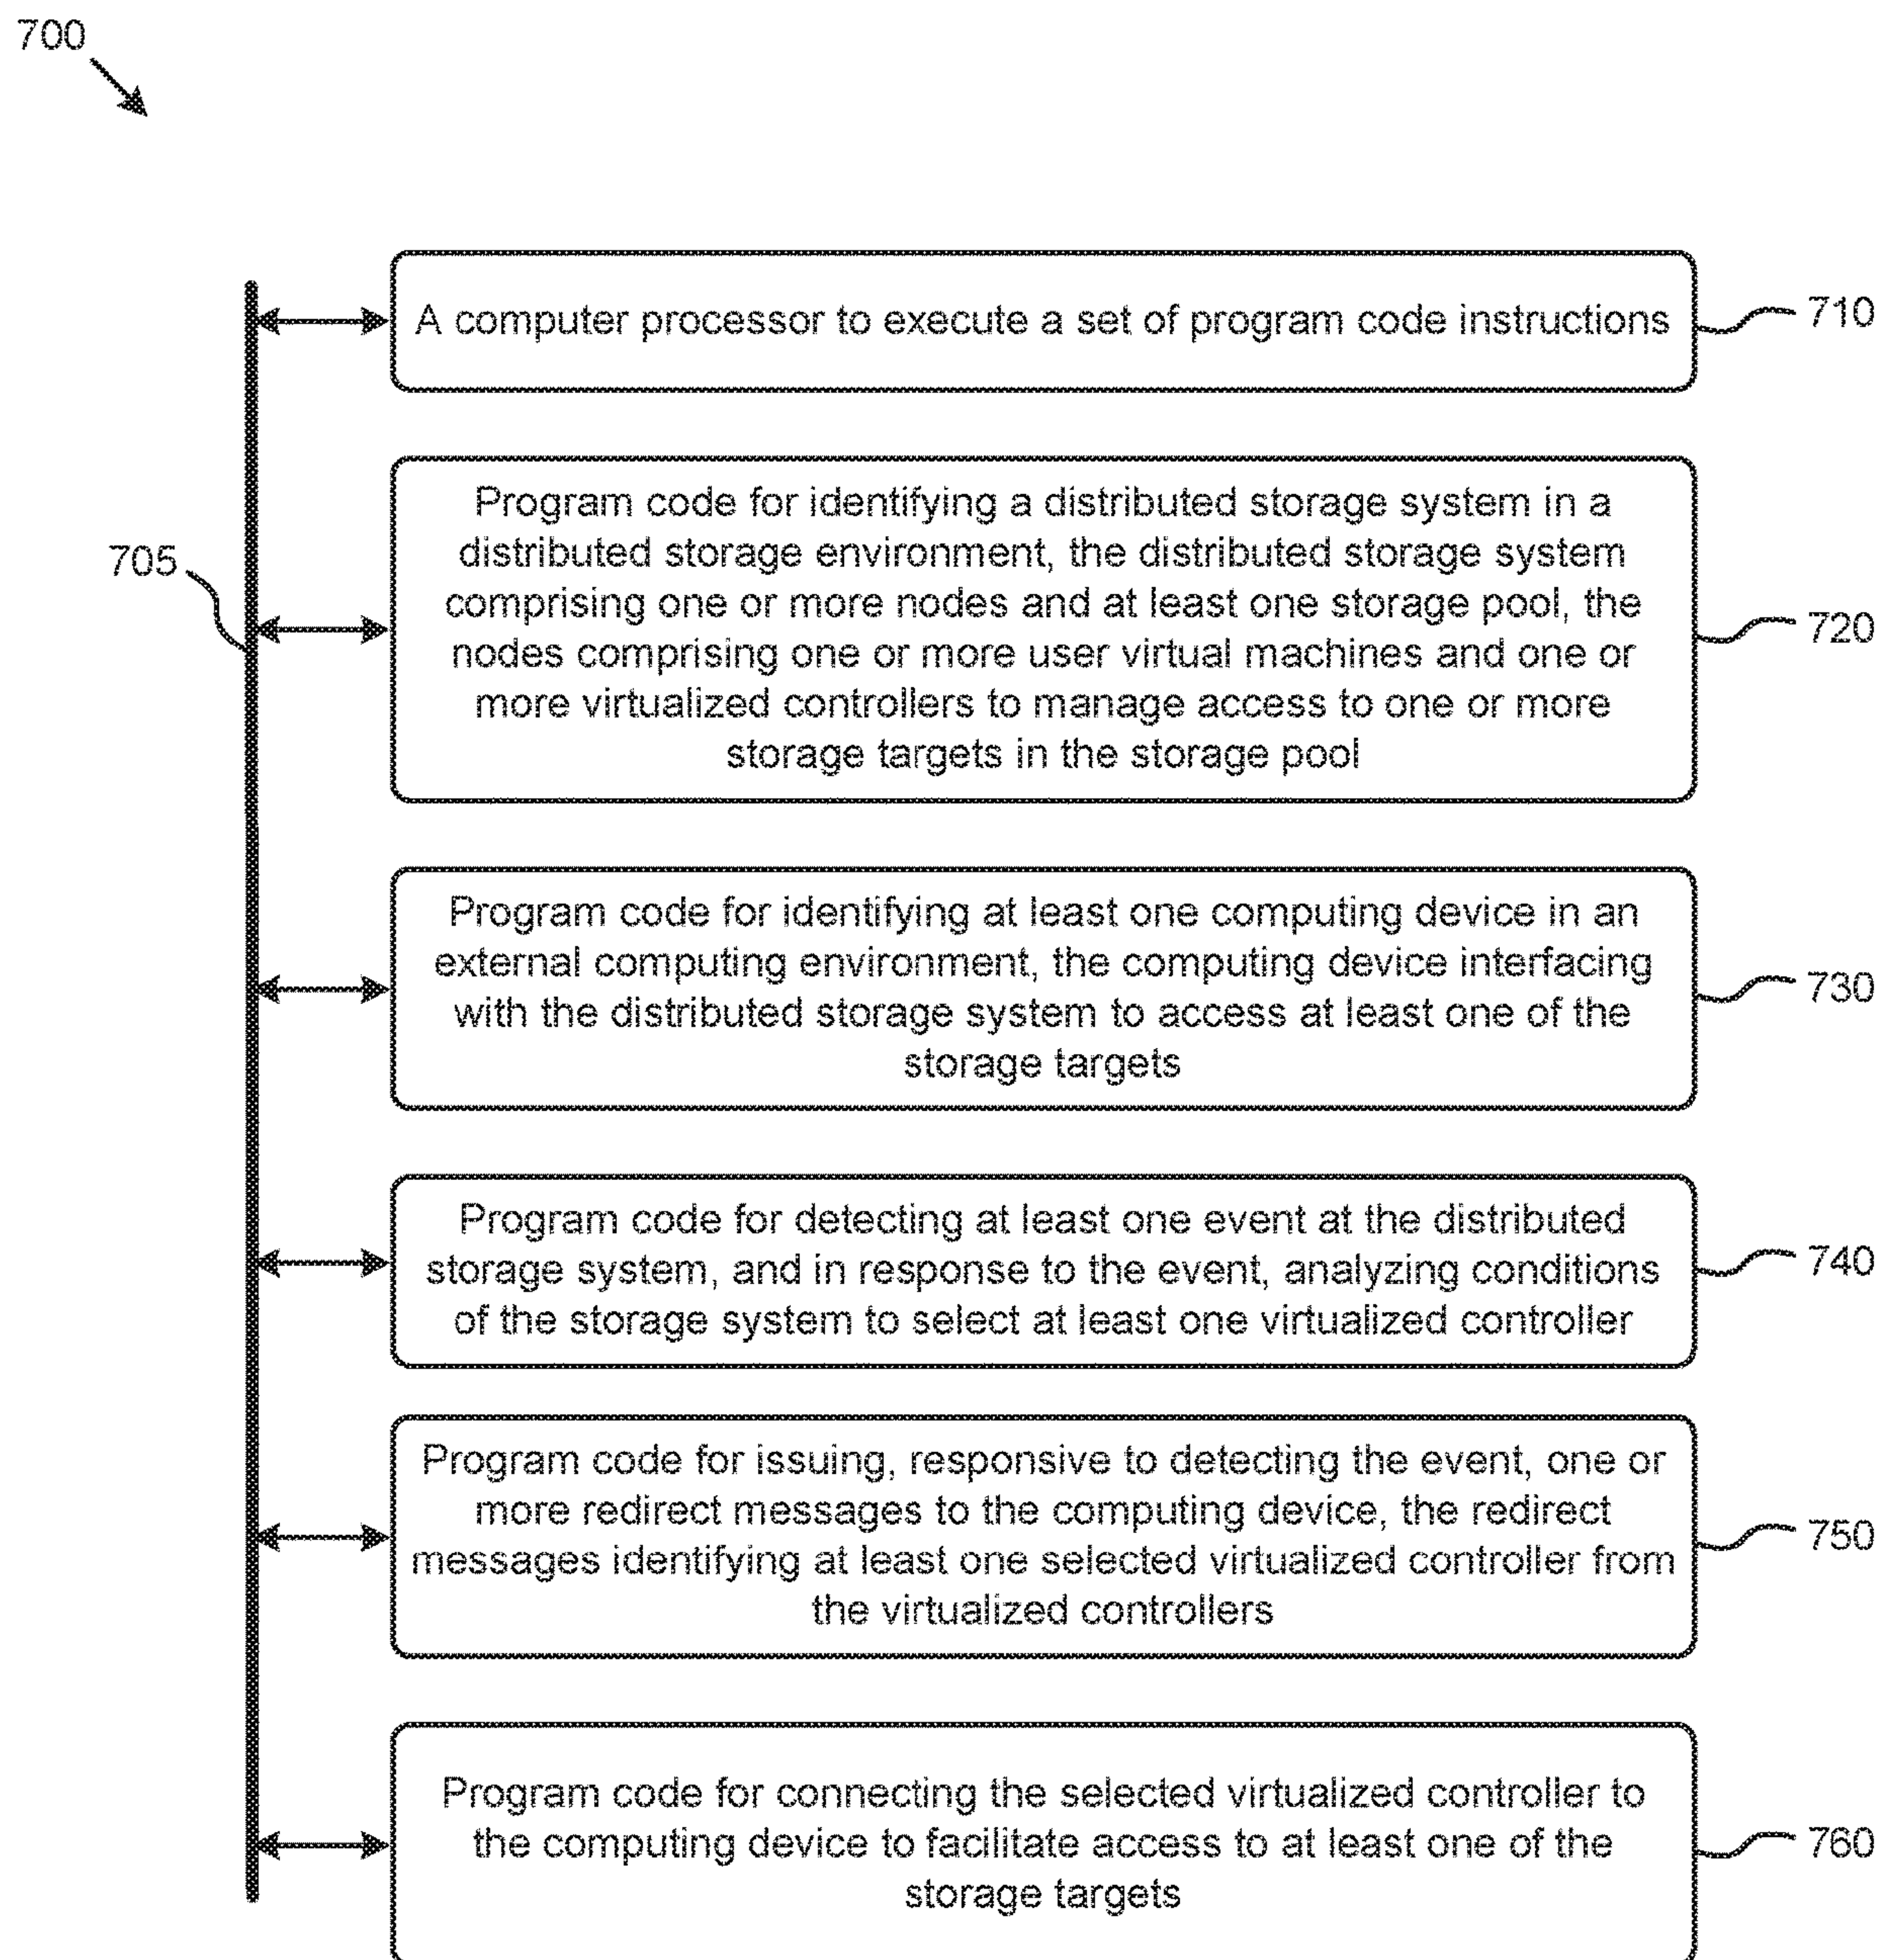 700
A computer processor to execute a set of program code instructions
710
705
Program code for identifying a distributed storage system in a
distributed storage environment, the distributed storage system
comprising one or more nodes and at least one storage pool, the
nodes comprising one or more user virtual machines and one or
more virtualized controllers to manage access to one or more
storage targets in the storage pool
720
Program code for identifying at least one computing device in an
external computing environment, the computing device interfacing
with the distributed storage system to access at least one of the
storage targets
730
Program code for detecting at least one event at the distributed
storage system, and in response to the event, analyzing conditions
of the storage system to select at least one virtualized controller
740
Program code for issuing, responsive to detecting the event, one or
more redirect messages to the computing device, the redirect
messages identifying at least one selected virtualized controller from
the virtualized controllers
750
Program code for connecting the selected virtualized controller to
the computing device to facilitate access to at least one of the
storage targets
760